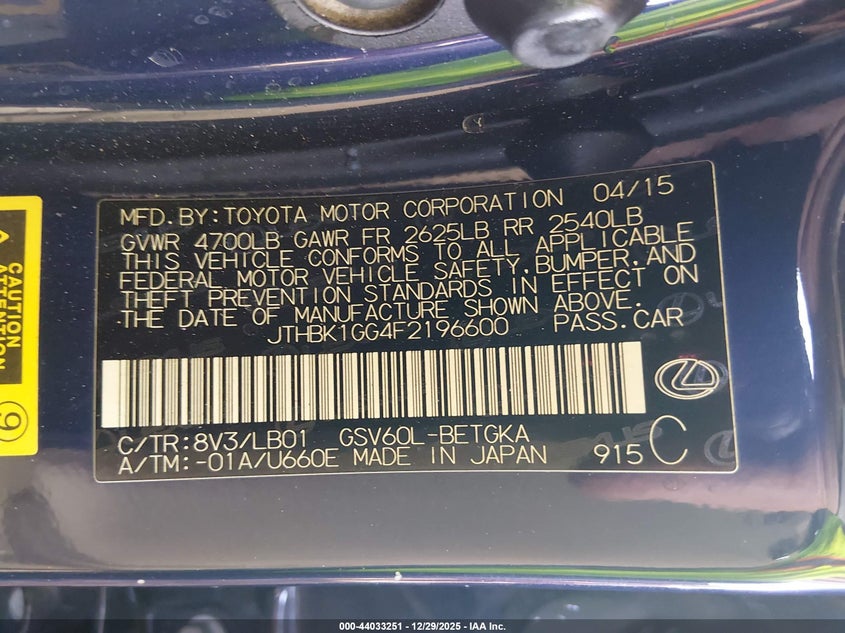 MFD. BY: TOYOTA MOTOR CORPORATION 04/15
GVWR 4700LB GAWR FR 2625LB RR 2540LB
THIS VEHICLE CONFORMS TO ALL APPLICABLE
FEDERAL MOTOR VEHICLE SAFETY, BUMPER, AND
THEFT PREVENTION STANDARDS IN EFFECT ON
THE DATE OF MANUFACTURE SHOWN ABOVE.
JTHBK1GG4F2196600 PASS. CAR
C/TR: 8V3/LB01 GSV60L-BETGKA
A/TM: -01A/U660E MADE IN JAPAN 915 C
CAUTION
ATTENTION
9
000-44033251 | 12/29/2025 | IAA Inc.